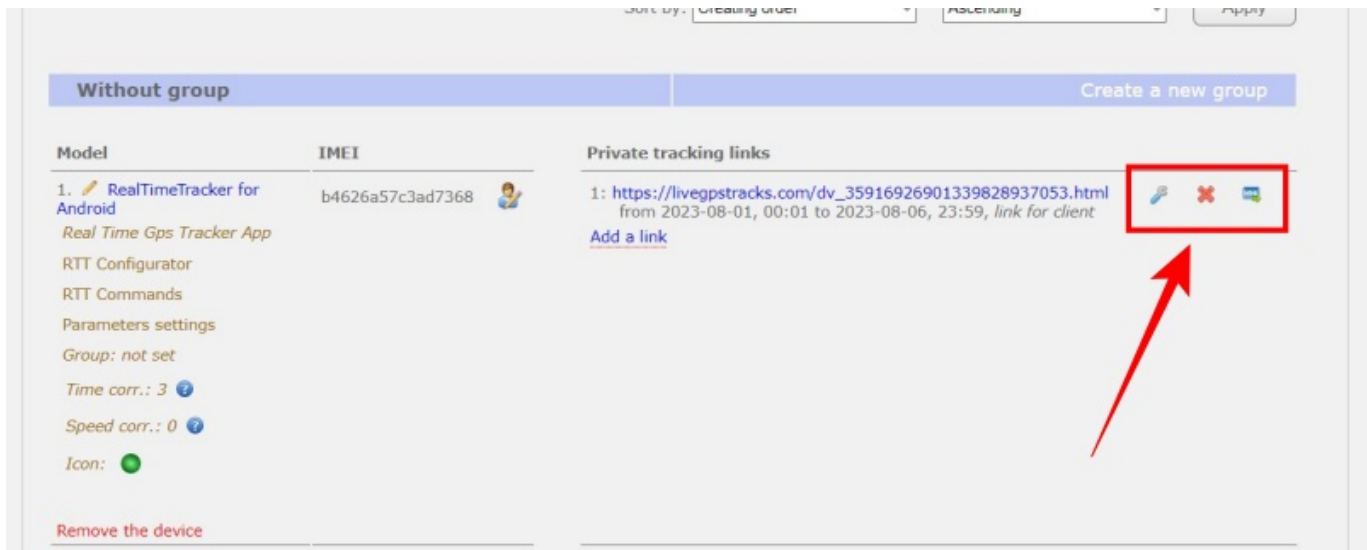 Sort by: Creating order Ascending Apply
Without group Create a new group
Model IMEI Private tracking links
1. RealTimeTracker for Android b4626a57c3ad7368 1: https://livegpstracks.com/dv_359169269013398289370​53.html
from 2023-08-01, 00:01 to 2023-08-06, 23:59, link for client
Real Time Gps Tracker App
Add a link
RTT Configurator
RTT Commands
Parameters settings
Group: not set
Time corr.: 3 ?
Speed corr.: 0 ?
Icon:
Remove the device